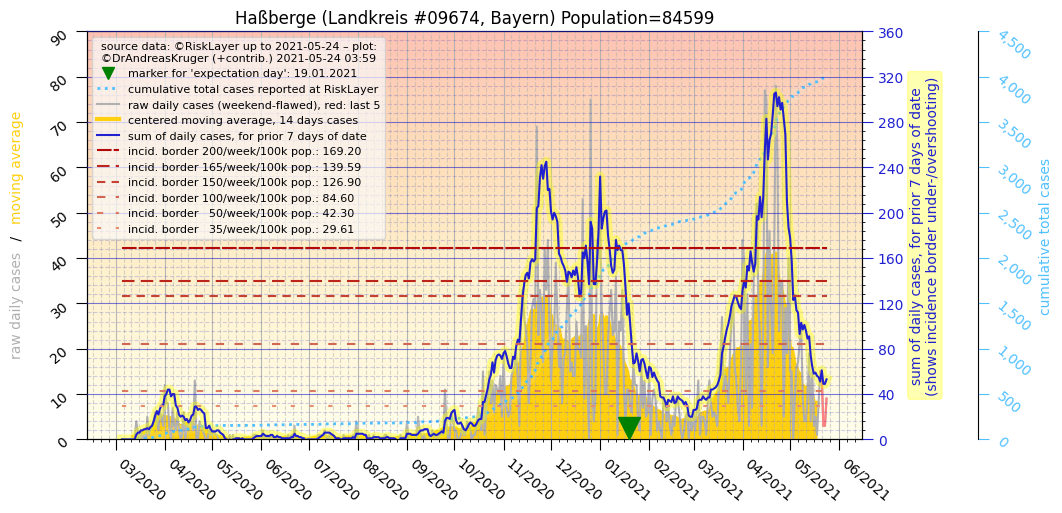 Haßberge (Landkreis #09674, Bayern) Population=84599
source data: ©RiskLayer up to 2021-05-24 – plot:
©DrAndreasKruger (+contrib.) 2021-05-24 03:59
marker for 'expectation day': 19.01.2021
cumulative total cases reported at RiskLayer
raw daily cases (weekend-flawed), red: last 5
centered moving average, 14 days cases
sum of daily cases, for prior 7 days of date
incid. border 200/week/100k pop.: 169.20
incid. border 165/week/100k pop.: 139.59
incid. border 150/week/100k pop.: 126.90
incid. border 100/week/100k pop.: 84.60
incid. border 50/week/100k pop.: 42.30
incid. border 35/week/100k pop.: 29.61
raw daily cases / moving average
90
80
70
60
50
40
30
20
10
0
03/2020
04/2020
05/2020
06/2020
07/2020
08/2020
09/2020
10/2020
11/2020
12/2020
01/2021
02/2021
03/2021
04/2021
05/2021
06/2021
360
320
280
240
200
160
120
80
40
0
sum of daily cases, for prior 7 days of date
(shows incidence border under-/overshooting)
4,500
4,000
3,500
3,000
2,500
2,000
1,500
1,000
500
0
cumulative total cases